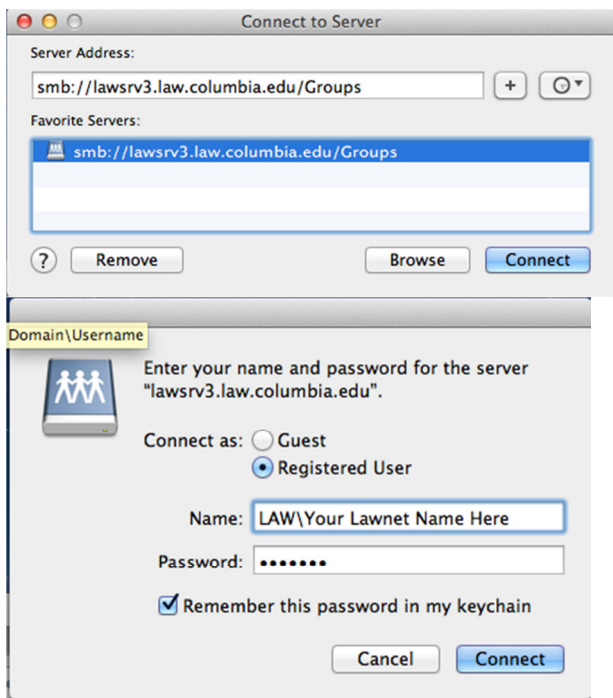 Connect to Server
Server Address:
smb://lawsrv3.law.columbia.edu/Groups
+
Favorite Servers:
smb://lawsrv3.law.columbia.edu/Groups
? Remove Browse Connect
Domain\Username
Enter your name and password for the server
"lawsrv3.law.columbia.edu".
Connect as: Guest
Registered User
Name: LAW\Your Lawnet Name Here
Password: •••••••
Remember this password in my keychain
Cancel Connect